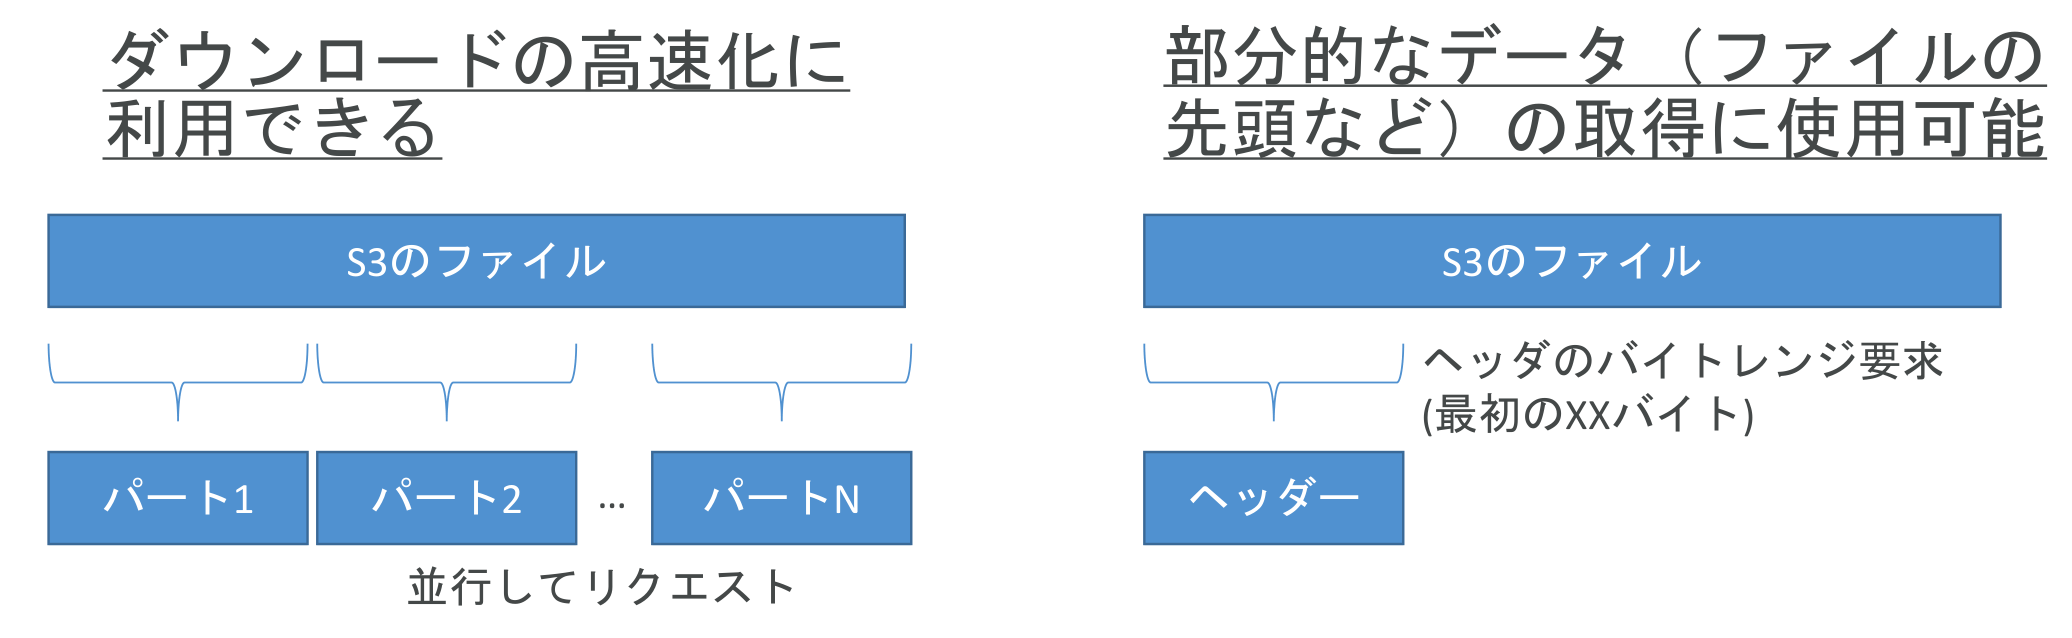 ダウンロードの高速化に
利用できる
S3のファイル
パート1
パート2
...
パートN
並行してリクエスト
部分的なデータ（ファイルの
先頭など）の取得に使用可能
S3のファイル
ヘッダのバイトレンジ要求
(最初のXXバイト)
ヘッダー